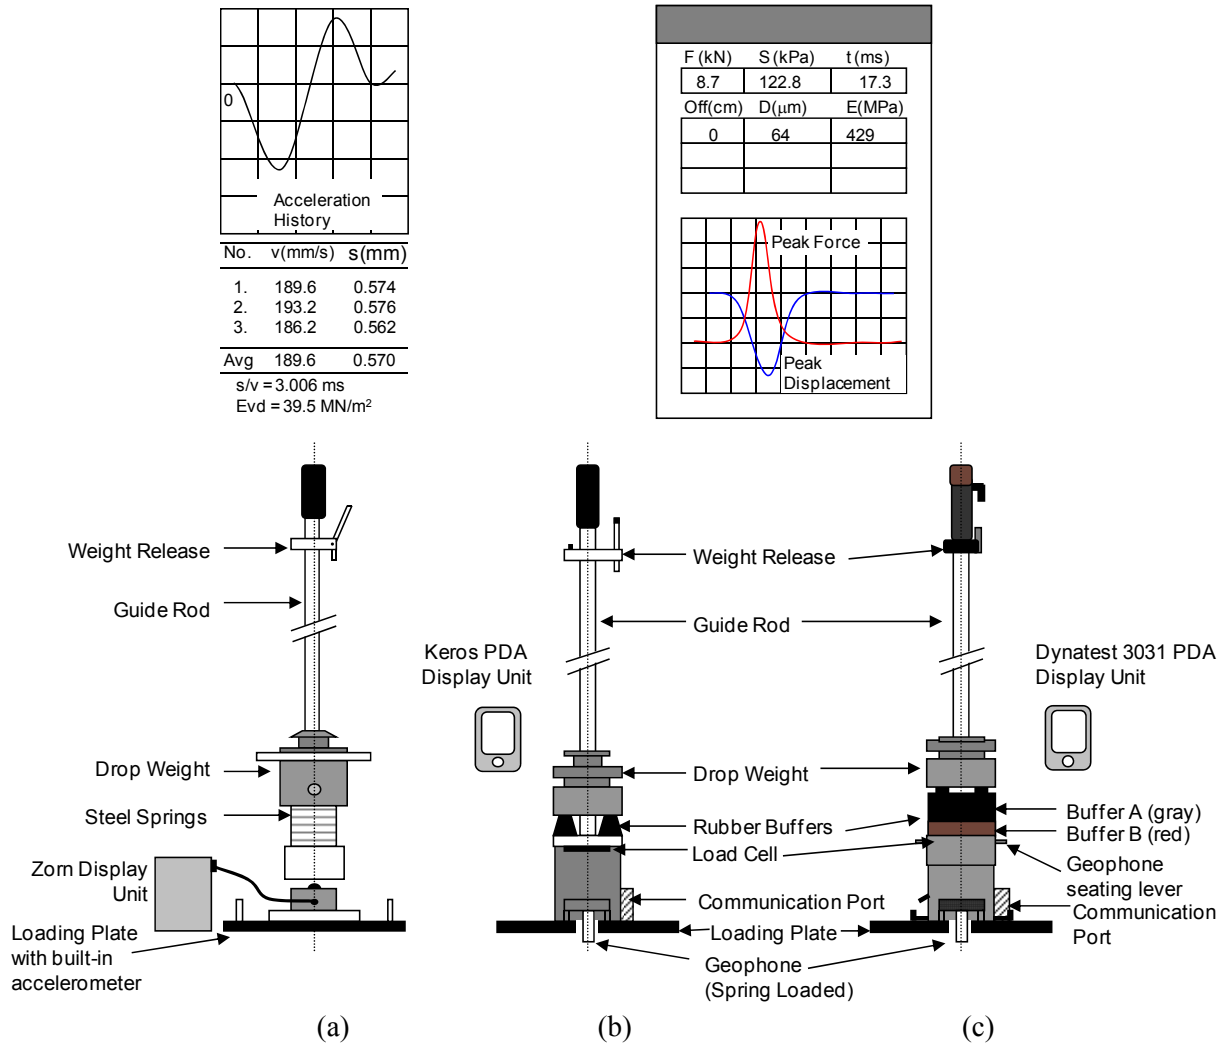 0
Acceleration
History
No. v(mm/s) s(mm)
1. 189.6 0.574
2. 193.2 0.576
3. 186.2 0.562
Avg 189.6 0.570
s/v = 3.006 ms
Evd = 39.5 MN/m²
F (kN) S (kPa) t (ms)
8.7 122.8 17.3
Off(cm) D(μm) E(MPa)
0 64 429
Peak Force
Peak
Displacement
Weight Release
Guide Rod
Drop Weight
Steel Springs
Zorn Display
Unit
Loading Plate
with built-in
accelerometer
Keros PDA
Display Unit
Weight Release
Guide Rod
Drop Weight
Rubber Buffers
Load Cell
Communication Port
Loading Plate
Geophone
(Spring Loaded)
Dynatest 3031 PDA
Display Unit
Buffer A (gray)
Buffer B (red)
Geophone
seating lever
Communication
Port
(a) (b) (c)